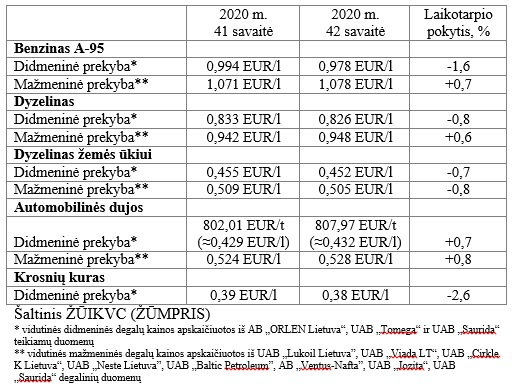 2020 m. 41 savaitė 2020 m. 42 savaitė Laikotarpio pokytis, %
Benzinas A-95
Didmeninė prekyba* 0,994 EUR/l 0,978 EUR/l -1,6
Mažmeninė prekyba** 1,071 EUR/l 1,078 EUR/l +0,7
Dyzelinas
Didmeninė prekyba* 0,833 EUR/l 0,826 EUR/l -0,8
Mažmeninė prekyba** 0,942 EUR/l 0,948 EUR/l +0,6
Dyzelinas žemės ūkiui
Didmeninė prekyba* 0,455 EUR/l 0,452 EUR/l -0,7
Mažmeninė prekyba** 0,509 EUR/l 0,505 EUR/l -0,8
Automobilinės dujos
Didmeninė prekyba* 802,01 EUR/t (≈0,429 EUR/l) 807,97 EUR/t (≈0,432 EUR/l) +0,7
Mažmeninė prekyba** 0,524 EUR/l 0,528 EUR/l +0,8
Krosnių kuras
Didmeninė prekyba* 0,39 EUR/l 0,38 EUR/l -2,6
Šaltinis ŽŪIKVC (ŽŪMPRIS)
* vidutinės didmeninės degalų kainos apskaičiuotos iš AB „ORLEN Lietuva“, UAB „Tomega“ ir UAB „Saurida“
teikiamų duomenų
** vidutinės mažmeninės degalų kainos apskaičiuotos iš UAB „Lukoil Lietuva”, UAB „Viada LT“, UAB „Cirkle
K Lietuva“, UAB „Neste Lietuva”, UAB „Baltic Petroleum”, AB „Ventus-Nafta”, UAB „Jozita”, UAB
„Saurida“ degalinių duomenų